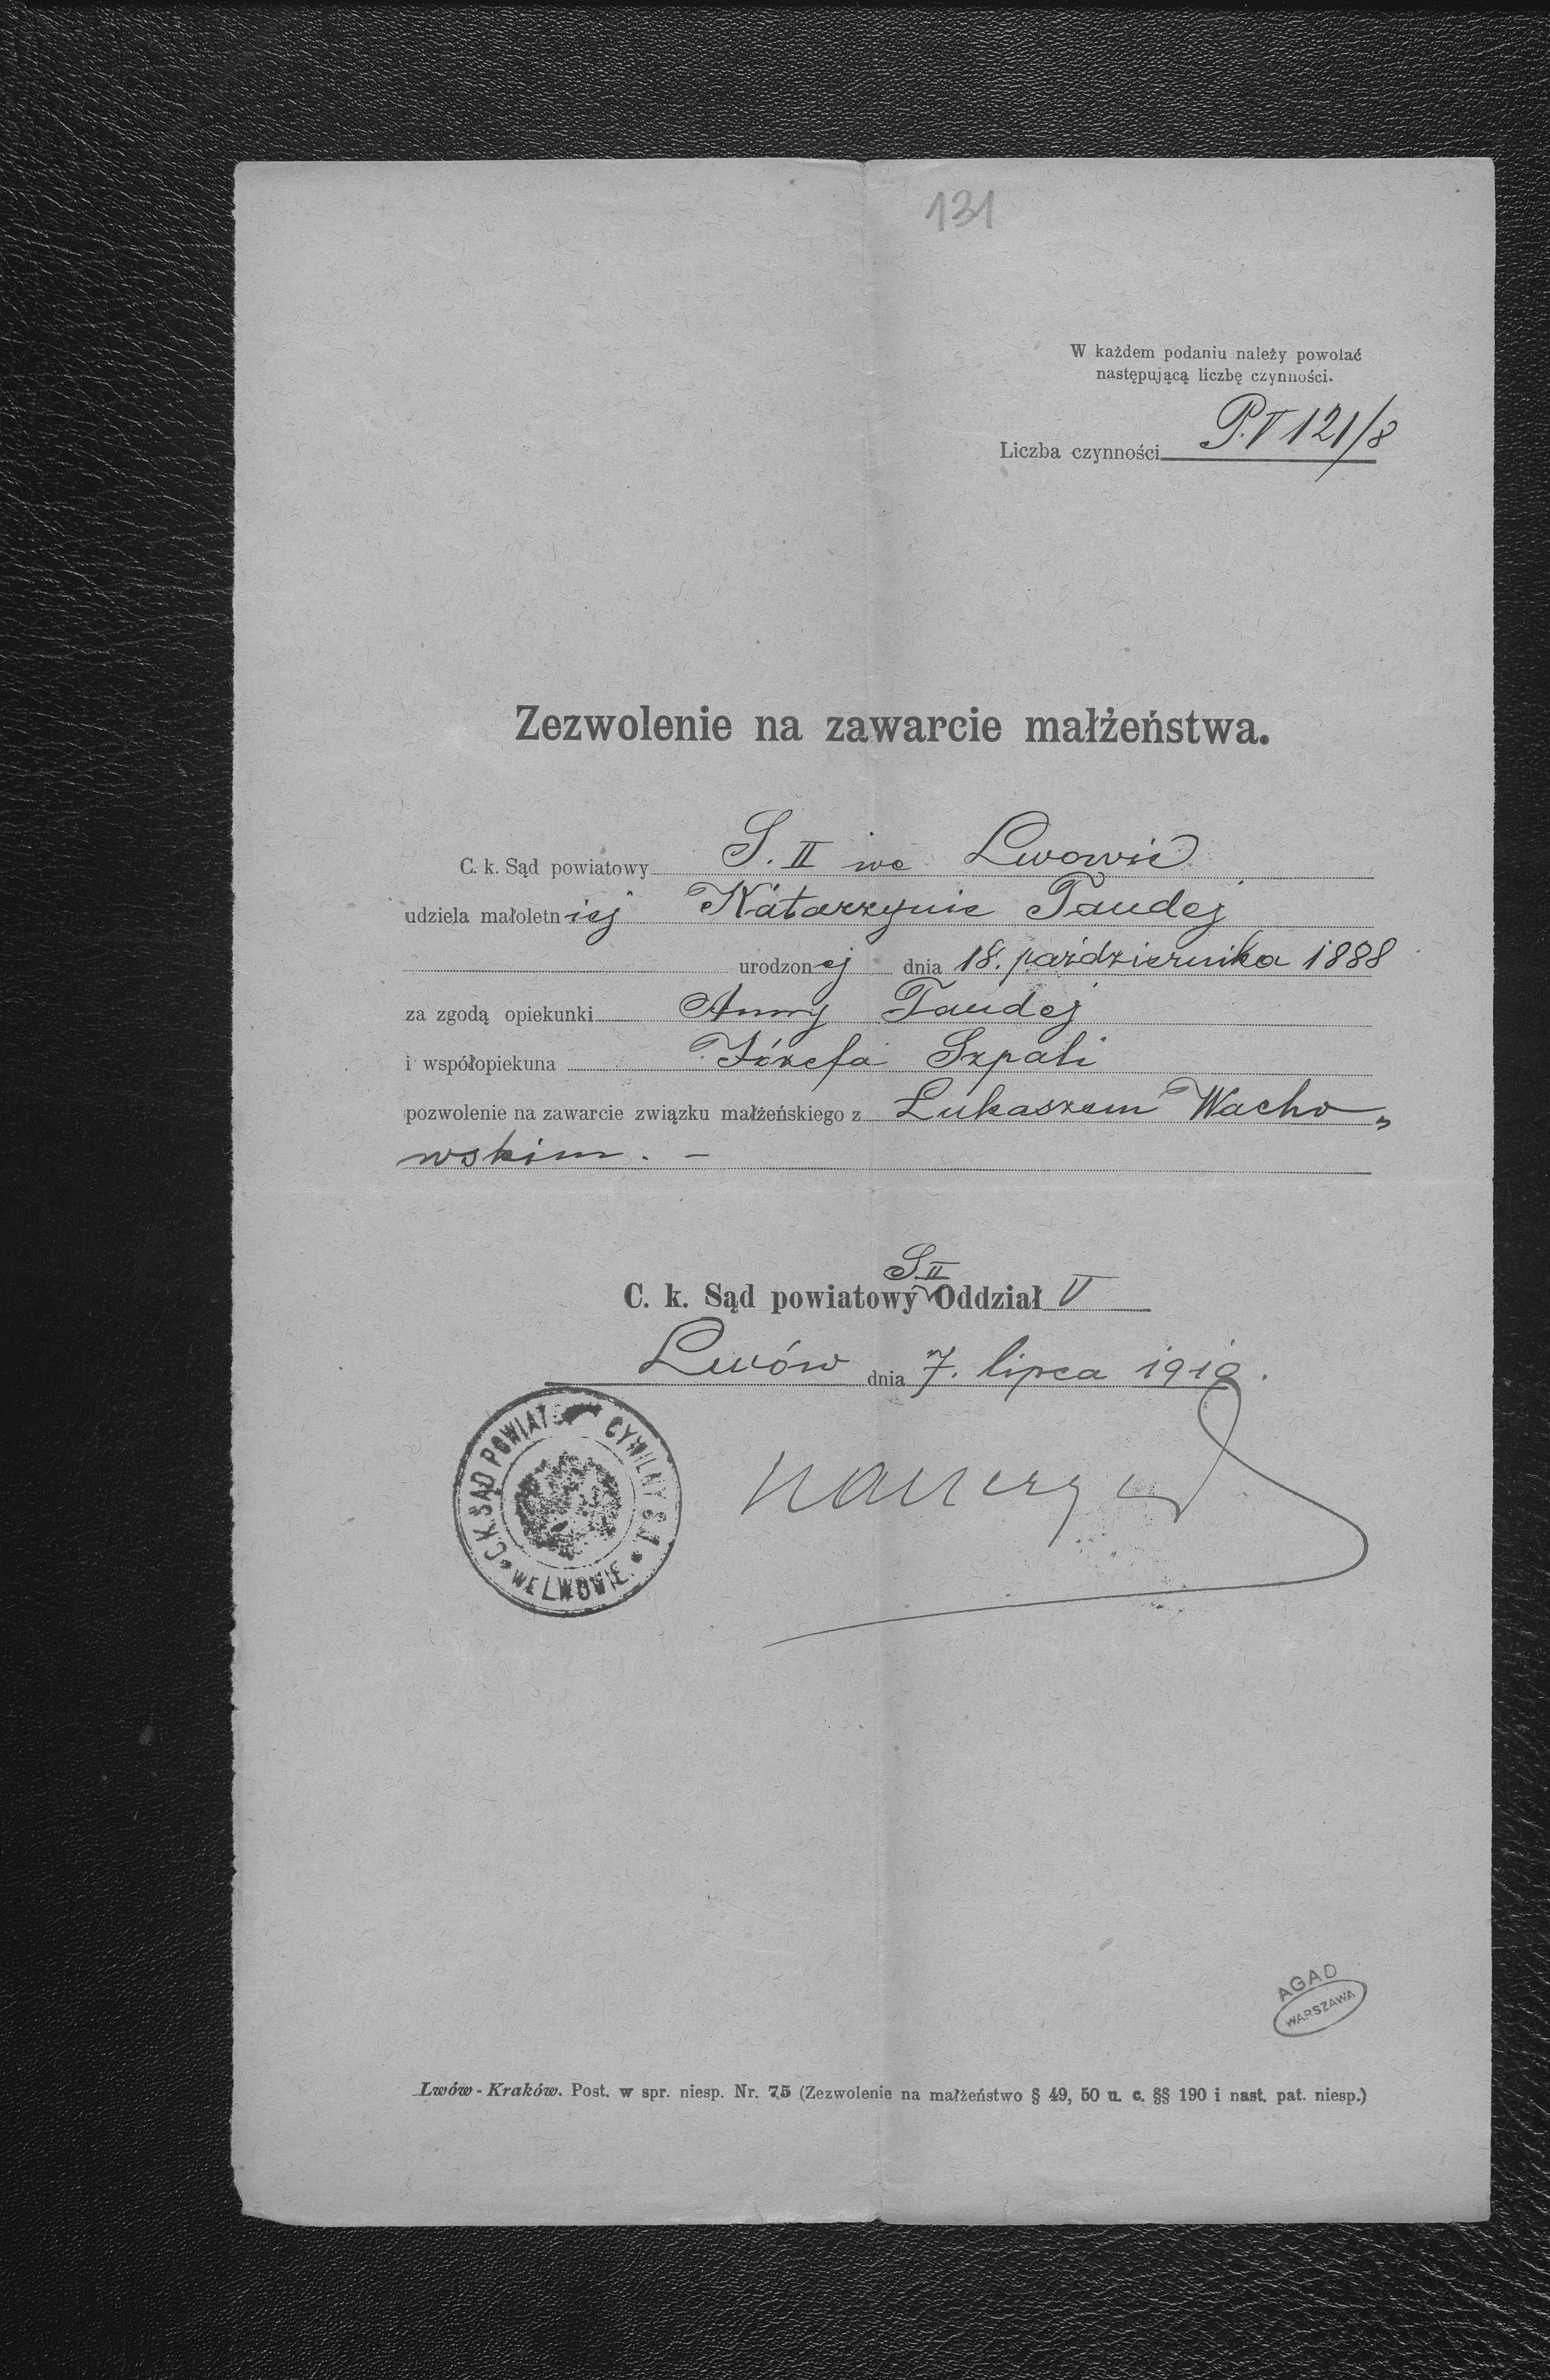 131
W każdem podaniu należy powołać
następującą liczbę czynności.
Liczba czynności P. V 121/8
Zezwolenie na zawarcie małżeństwa.
C. k. Sąd powiatowy S. II we Lwowie
udziela małoletniej Katarzynie Taudej
urodzonej dnia 18. października 1888
za zgodą opiekunki Anny Taudej
i współopiekuna Józefa Szpali
pozwolenie na zawarcie związku małżeńskiego z Łukaszem Wacho„
wskim. —
S. II
C. k. Sąd powiatowy Oddział V
Lwów dnia 7. lipca 1910.
C. K. SĄD POWIATOWY CYWILNY S. I. WE LWOWIE
AGAD
WARSZAWA
Lwów - Kraków. Post. w spr. niesp. Nr. 75 (Zezwolenie na małżeństwo § 49, 50 u. c. §§ 190 i nast. pat. niesp.)